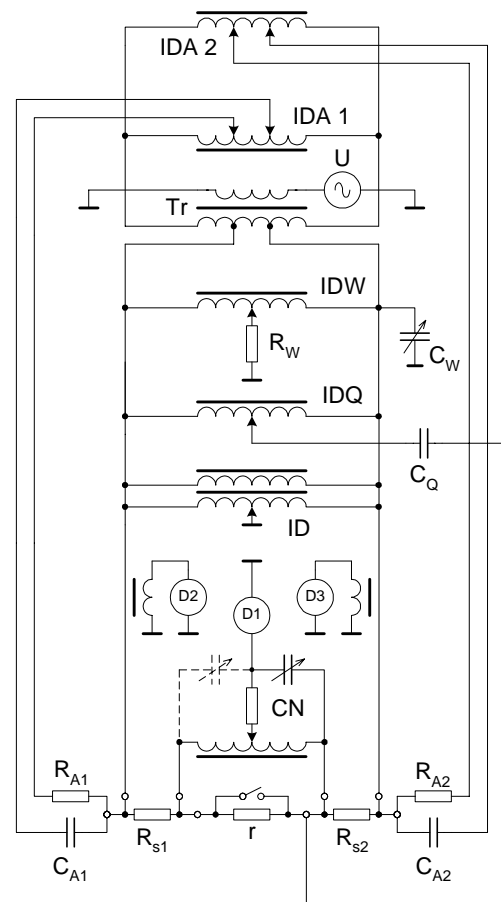 IDA 2
IDA 1
U
Tr
IDW
R_W
C_W
IDQ
C_Q
ID
D2
D1
D3
CN
R_A1
R_A2
R_s1
r
R_s2
C_A1
C_A2